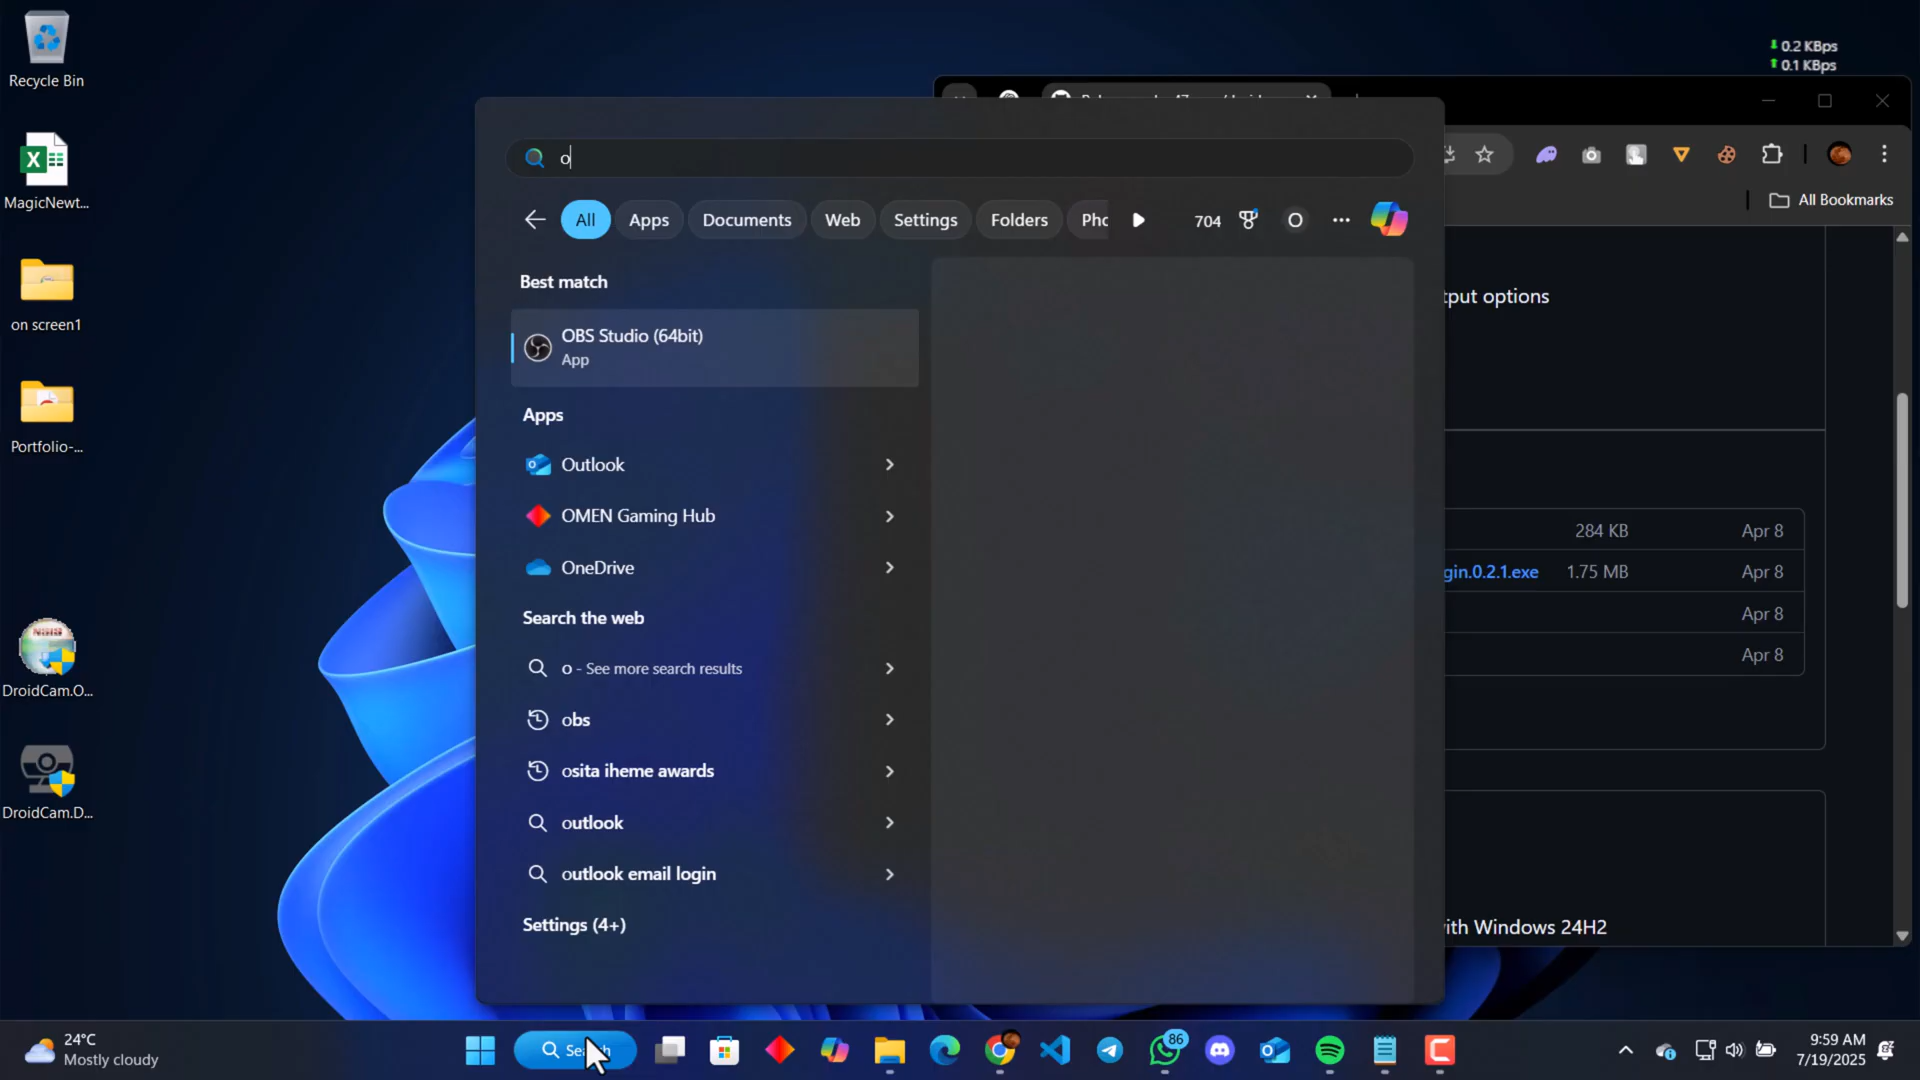 Recycle Bin
MagicNewt...
on screen1
Portfolio-...
DroidCam.O...
DroidCam.D...
0.2 KBps
0.1 KBps
o
All Apps Documents Web Settings Folders Phc 704 O
Best match
OBS Studio (64bit)
App
Apps
Outlook
OMEN Gaming Hub
OneDrive
Search the web
o - See more search results
obs
osita iheme awards
outlook
outlook email login
Settings (4+)
All Bookmarks
tput options
284 KB Apr 8
gin.0.2.1.exe 1.75 MB Apr 8
Apr 8
Apr 8
ith Windows 24H2
24°C
Mostly cloudy
86
9:59 AM
7/19/2025